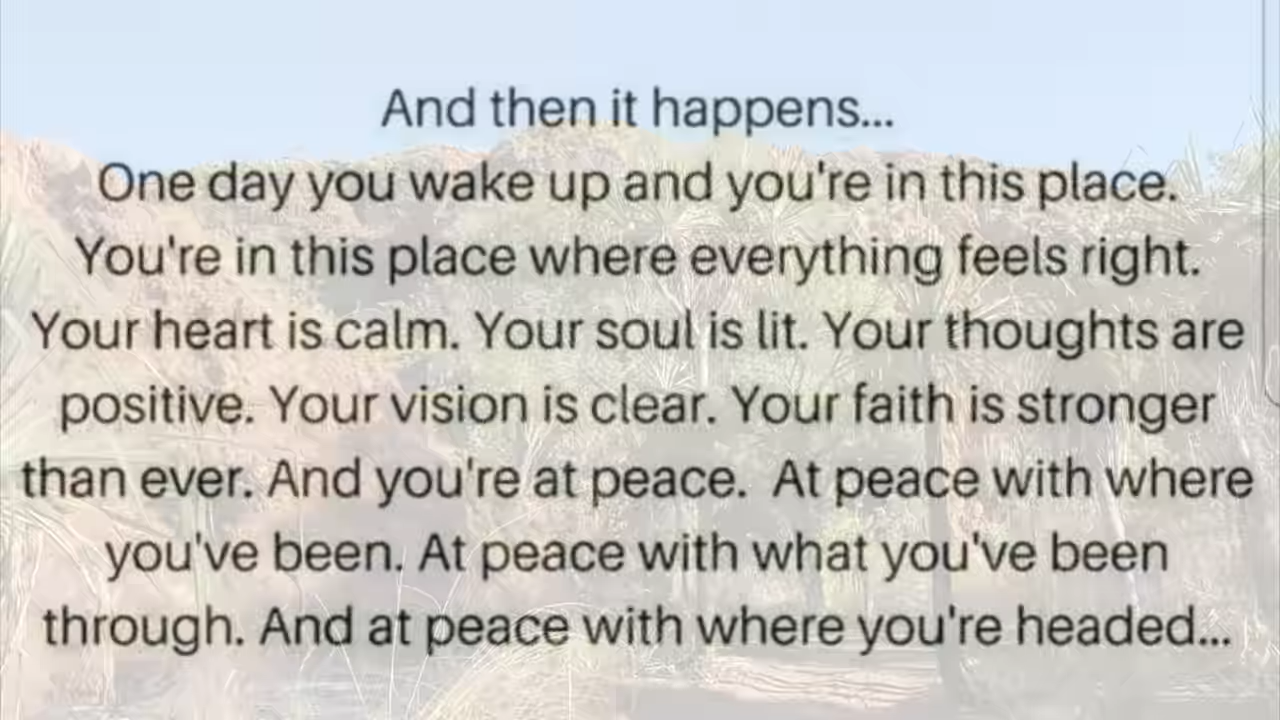 And then it happens...
One day you wake up and you're in this place.
You're in this place where everything feels right.
Your heart is calm. Your soul is lit. Your thoughts are
positive. Your vision is clear. Your faith is stronger
than ever. And you're at peace.  At peace with where
you've been. At peace with what you've been
through. And at peace with where you're headed...